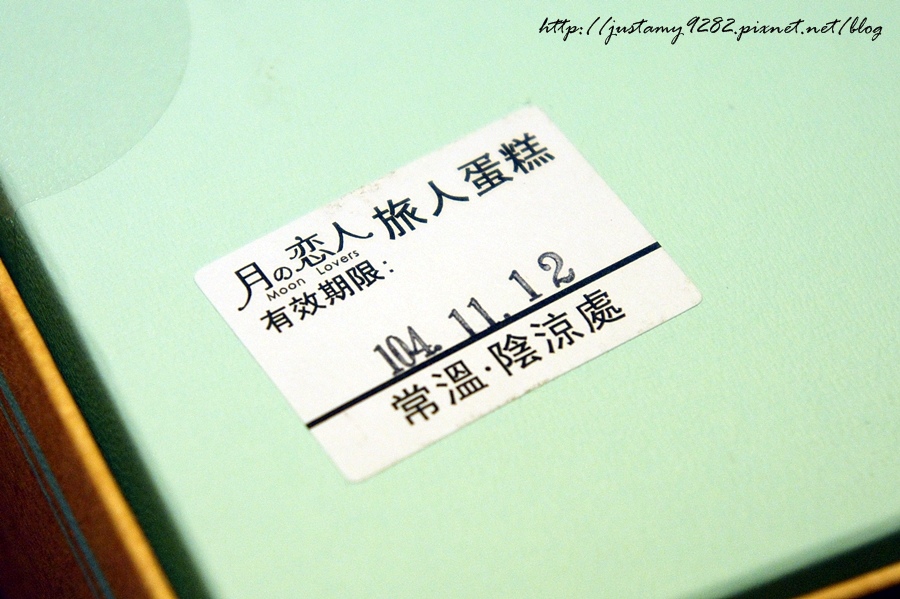 http://justamy9282.pixnet.net/blog
月の恋人 旅人蛋糕
Moon Lovers
有效期限:
104.11.12
常溫·陰涼處